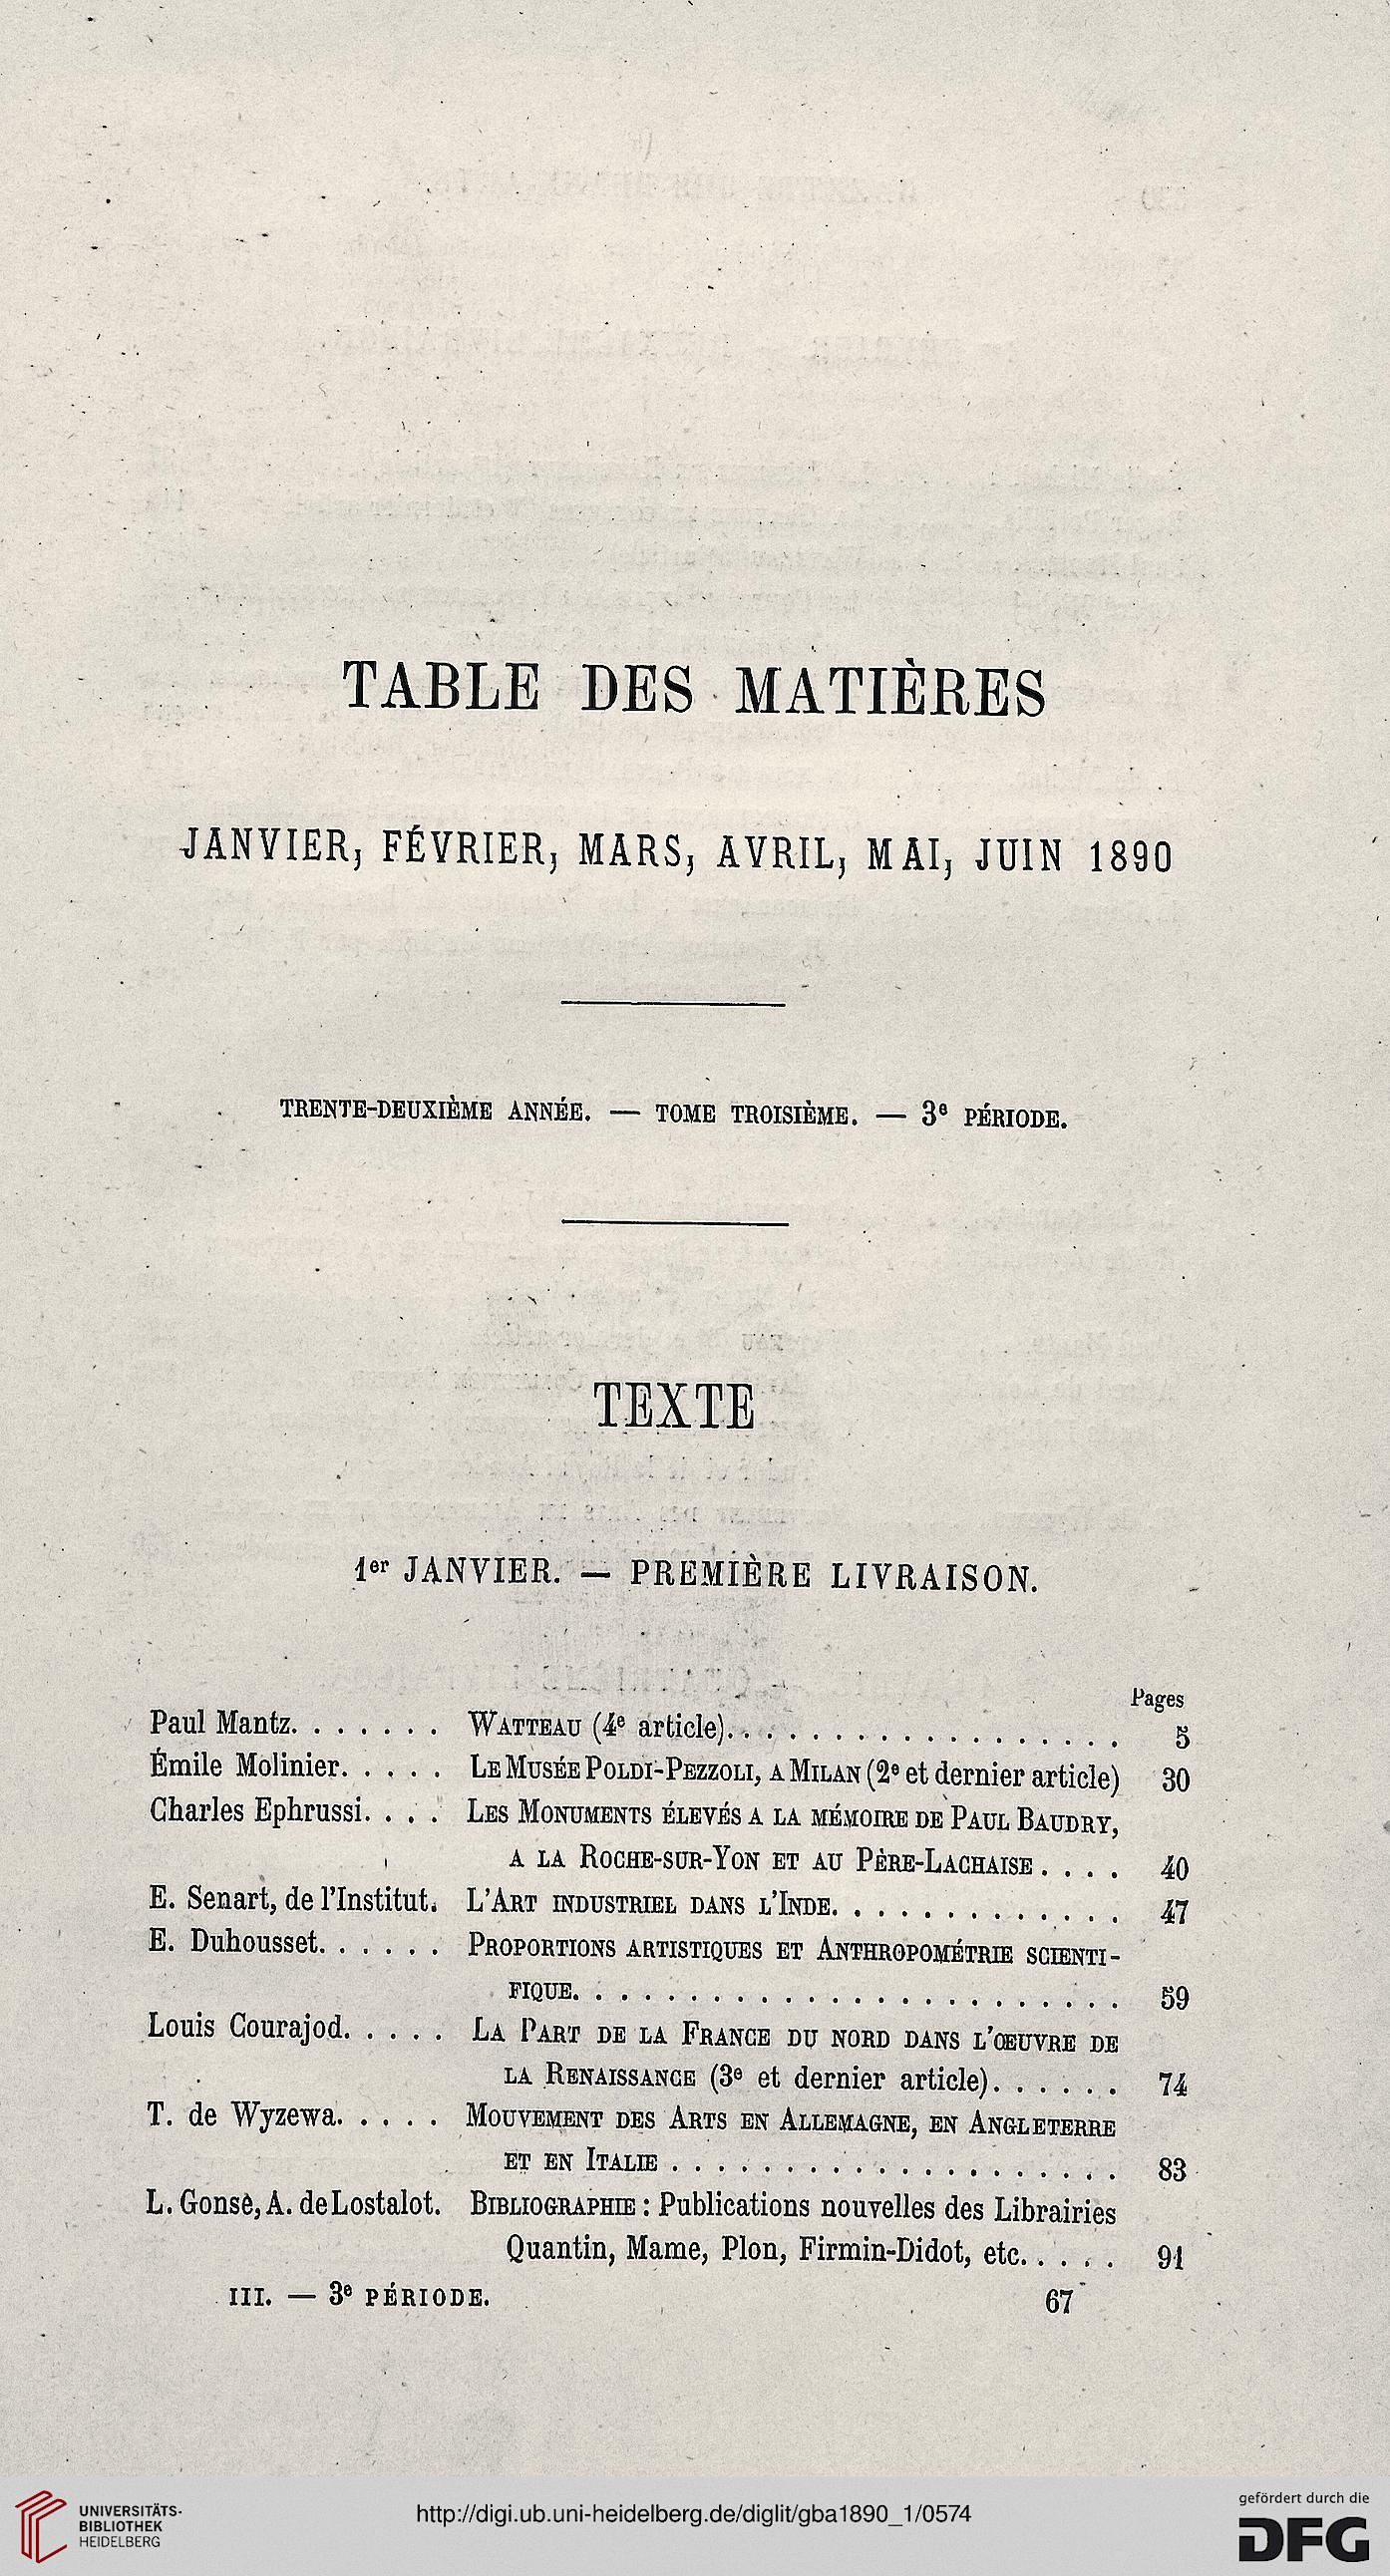 TABLE DES MATIÈRES
JANVIER, FÉVRIER, MARS, AVRIL, MAI, JUIN 1890
TRENTE-DEUXIÈME ANNÉE. — TOME TROISIÈME. — 3e PÉRIODE.
TEXTE
1er JANVIER. — PREMIÈRE LIVRAISON.
Pages
Paul Mantz. . . . . . . WATTEAU (4e article). . . . . . . . . . . . . . . . . . 5
Émile Molinier. . . . . LE MUSÉE POLDI-PEZZOLI, A MILAN (2e et dernier article) 30
Charles Ephrussi. . . . LES MONUMENTS ÉLEVÉS A LA MÉMOIRE DE PAUL BAUDRY,
A LA ROCHE-SUR-YON ET AU PÈRE-LACHAISE . . . . 40
E. Senart, de l'Institut. L'ART INDUSTRIEL DANS L'INDE. . . . . . . . . . . . . 47
E. Duhousset. . . . . . PROPORTIONS ARTISTIQUES ET ANTHROPOMÉTRIE SCIENTI-
FIQUE. . . . . . . . . . . . . . . . . . . . . . . . 59
Louis Courajod. . . . . LA PART DE LA FRANCE DU NORD DANS L'ŒUVRE DE
LA RENAISSANCE (3e et dernier article). . . . . . 74
T. de Wyzewa. . . . . MOUVEMENT DES ARTS EN ALLEMAGNE, EN ANGLETERRE
ET EN ITALIE . . . . . . . . . . . . . . . . . . . . 83
L. Gonse, A. de Lostalot. BIBLIOGRAPHIE : Publications nouvelles des Librairies
Quantin, Mame, Plon, Firmin-Didot, etc. . . . . 91
III. — 3e PÉRIODE. 67
UNIVERSITÄTS-
BIBLIOTHEK
HEIDELBERG
http://digi.ub.uni-heidelberg.de/diglit/gba1890_1/0574
gefördert durch die
DFG